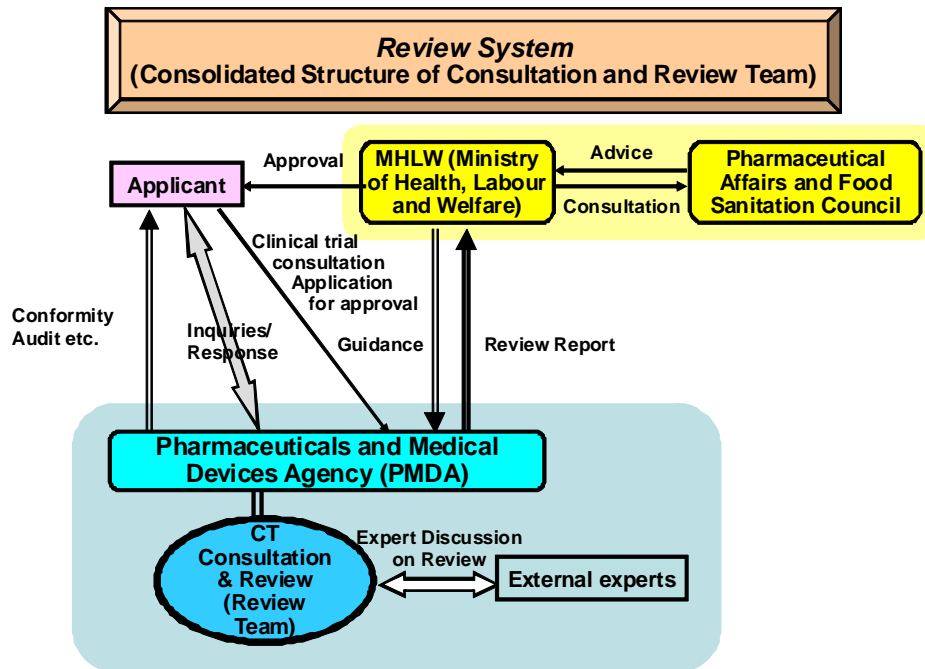 Review System
(Consolidated Structure of Consultation and Review Team)
Approval
MHLW (Ministry
of Health, Labour
and Welfare)
Advice
Consultation
Pharmaceutical
Affairs and Food
Sanitation Council
Applicant
Clinical trial
consultation
Application
for approval
Conformity
Audit etc.
Inquiries/
Response
Guidance
Review Report
Pharmaceuticals and Medical
Devices Agency (PMDA)
CT
Consultation
& Review
(Review
Team)
Expert Discussion
on Review
External experts